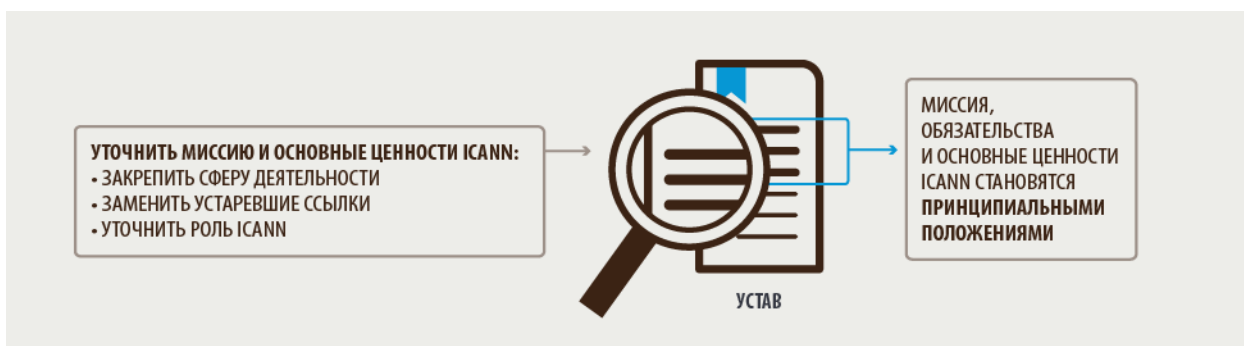 УТОЧНИТЬ МИССИЮ И ОСНОВНЫЕ ЦЕННОСТИ ICANN:
• ЗАКРЕПИТЬ СФЕРУ ДЕЯТЕЛЬНОСТИ
• ЗАМЕНИТЬ УСТАРЕВШИЕ ССЫЛКИ
• УТОЧНИТЬ РОЛЬ ICANN
УСТАВ
МИССИЯ,
ОБЯЗАТЕЛЬСТВА
И ОСНОВНЫЕ ЦЕННОСТИ
ICANN СТАНОВЯТСЯ
ПРИНЦИПИАЛЬНЫМИ
ПОЛОЖЕНИЯМИ